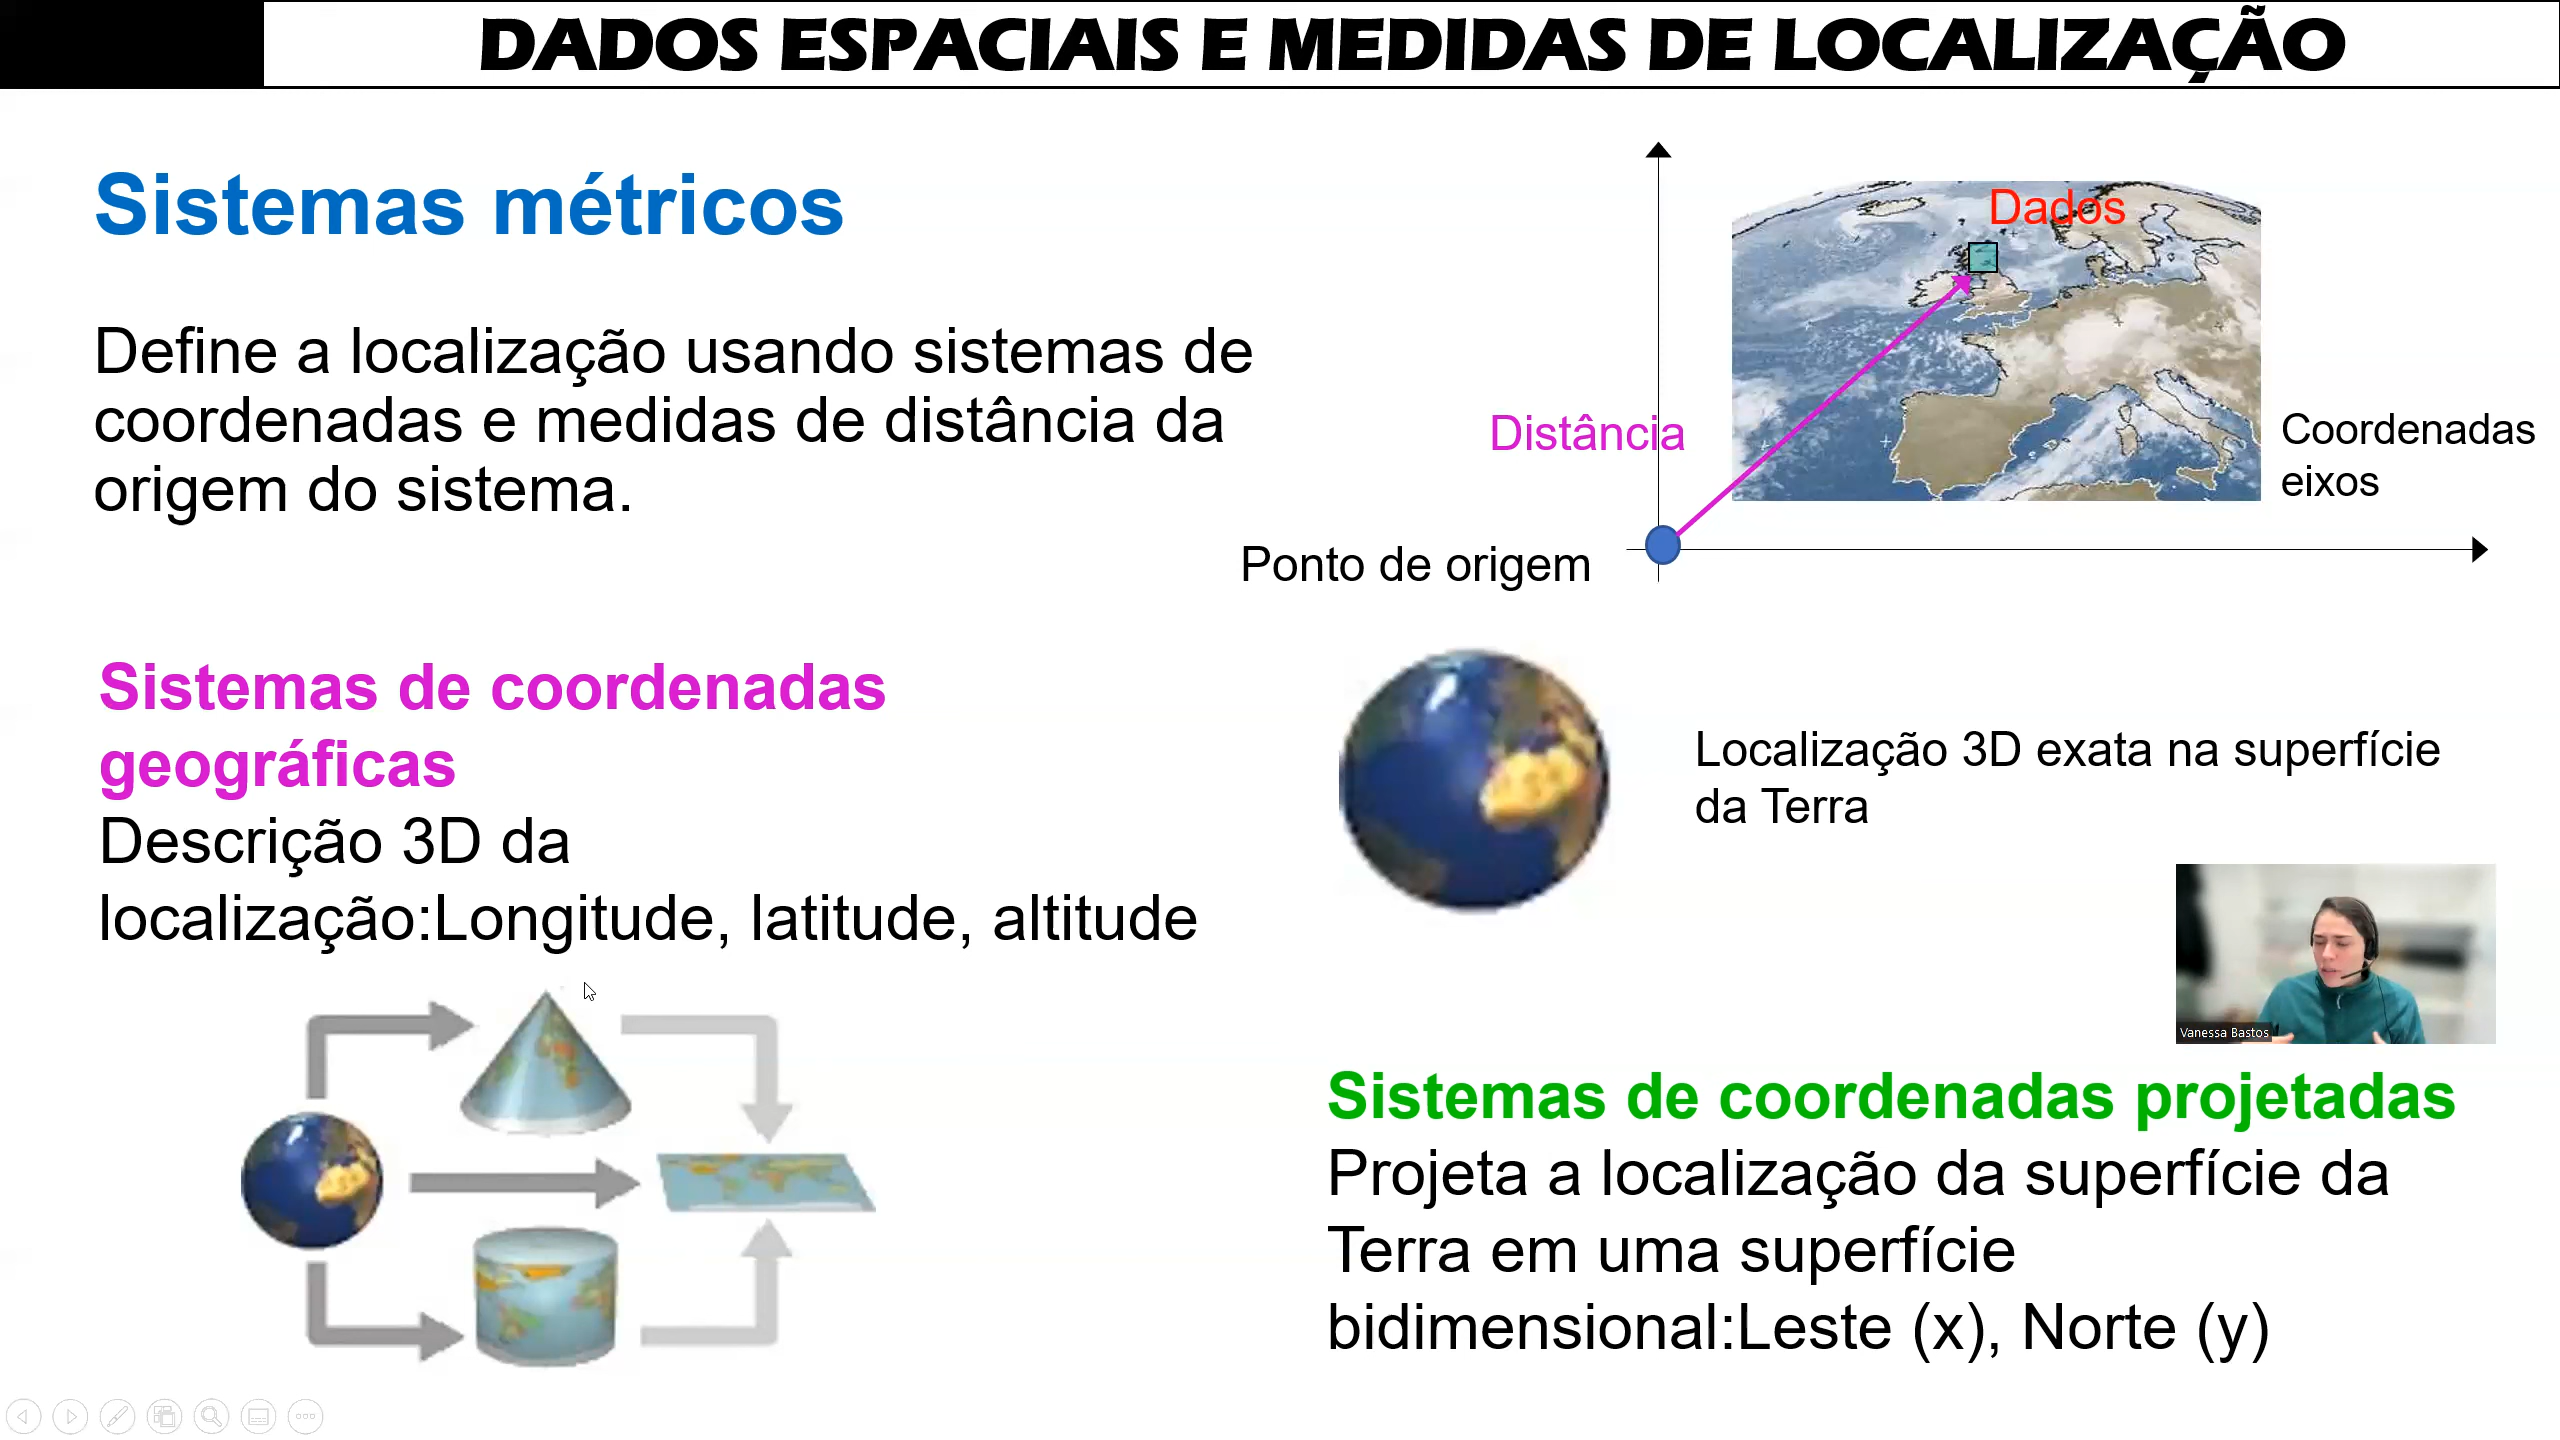 DADOS ESPACIAIS E MEDIDAS DE LOCALIZAÇÃO
Sistemas métricos
Define a localização usando sistemas de
coordenadas e medidas de distância da
origem do sistema.
Dados
Distância
Coordenadas
eixos
Ponto de origem
Sistemas de coordenadas
geográficas
Descrição 3D da
localização:Longitude, latitude, altitude
Localização 3D exata na superfície
da Terra
Vanessa Bastos
Sistemas de coordenadas projetadas
Projeta a localização da superfície da
Terra em uma superfície
bidimensional:Leste (x), Norte (y)